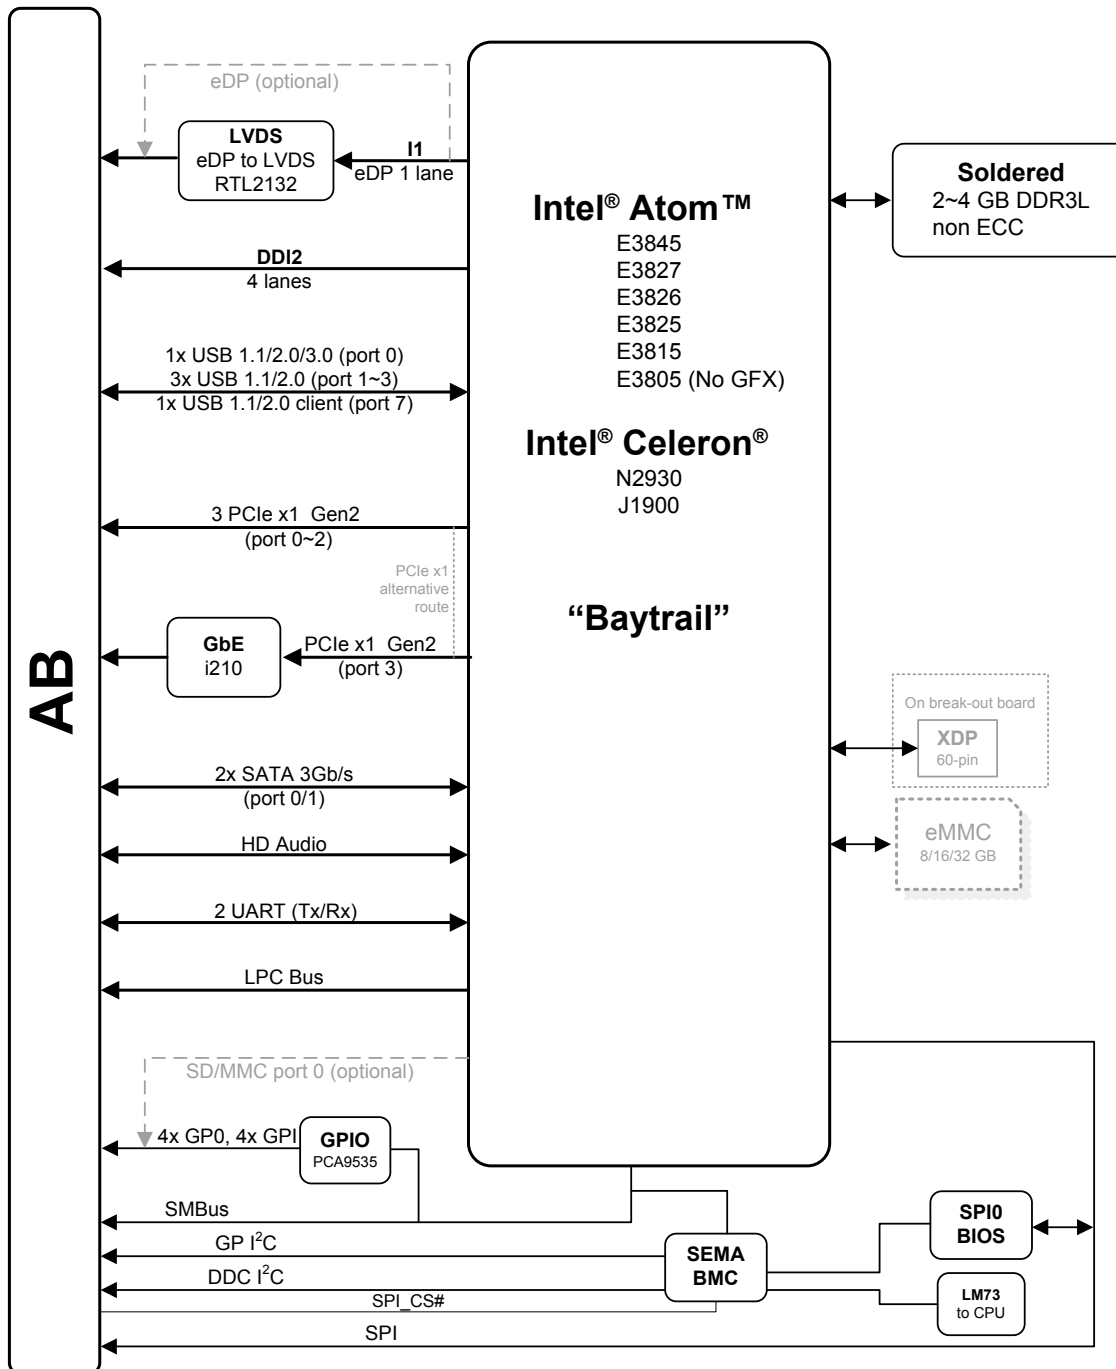 eDP (optional)
LVDS
eDP to LVDS
RTL2132
I1
eDP 1 lane
DDI2
4 lanes
1x USB 1.1/2.0/3.0 (port 0)
3x USB 1.1/2.0 (port 1~3)
1x USB 1.1/2.0 client (port 7)
3 PCIe x1 Gen2
(port 0~2)
PCIe x1
alternative
route
GbE
i210
PCIe x1 Gen2
(port 3)
AB
2x SATA 3Gb/s
(port 0/1)
HD Audio
2 UART (Tx/Rx)
LPC Bus
SD/MMC port 0 (optional)
4x GP0, 4x GPI
GPIO
PCA9535
SMBus
GP I²C
DDC I²C
SPI_CS#
SPI
Intel® Atom™
E3845
E3827
E3826
E3825
E3815
E3805 (No GFX)
Intel® Celeron®
N2930
J1900
“Baytrail”
Soldered
2~4 GB DDR3L
non ECC
On break-out board
XDP
60-pin
eMMC
8/16/32 GB
SEMA
BMC
SPI0
BIOS
LM73
to CPU